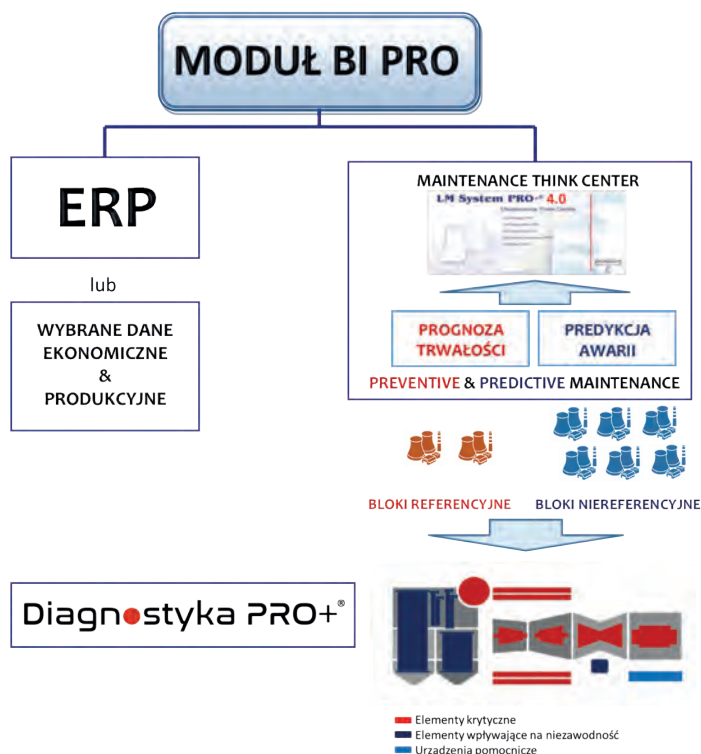 MODUŁ BI PRO
ERP
lub
WYBRANE DANE
EKONOMICZNE
&
PRODUKCYJNE
MAINTENANCE THINK CENTER
LM System PRO+® 4.0
PROGNOZA
TRWAŁOŚCI
PREDYKCJA
AWARII
PREVENTIVE & PREDICTIVE MAINTENANCE
BLOKI REFERENCYJNE
BLOKI NIEREFERENCYJNE
Diagnostyka PRO+®
Elementy krytyczne
Elementy wpływające na niezawodność
Urządzenia pomocnicze